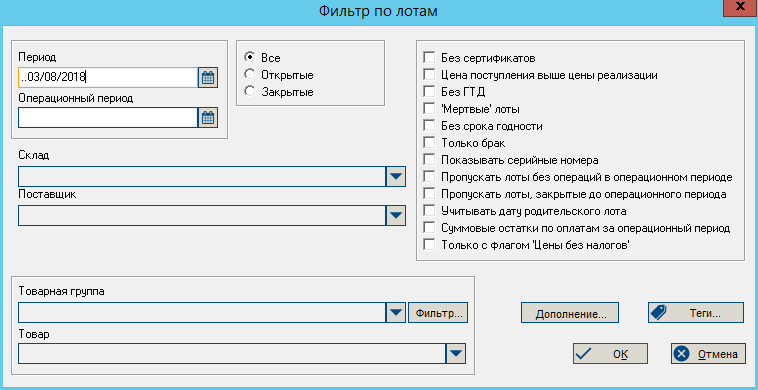 Фильтр по лотам
x
Период
..03/08/2018
Операционный период
Все
Открытые
Закрытые
Без сертификатов
Цена поступления выше цены реализации
Без ГТД
'Мертвые' лоты
Без срока годности
Только брак
Показывать серийные номера
Пропускать лоты без операций в операционном периоде
Пропускать лоты, закрытые до операционного периода
Учитывать дату родительского лота
Суммовые остатки по оплатам за операционный период
Только с флагом 'Цены без налогов'
Склад
Поставщик
Товарная группа
Фильтр...
Товар
Дополнение...
Теги...
ОК
Отмена